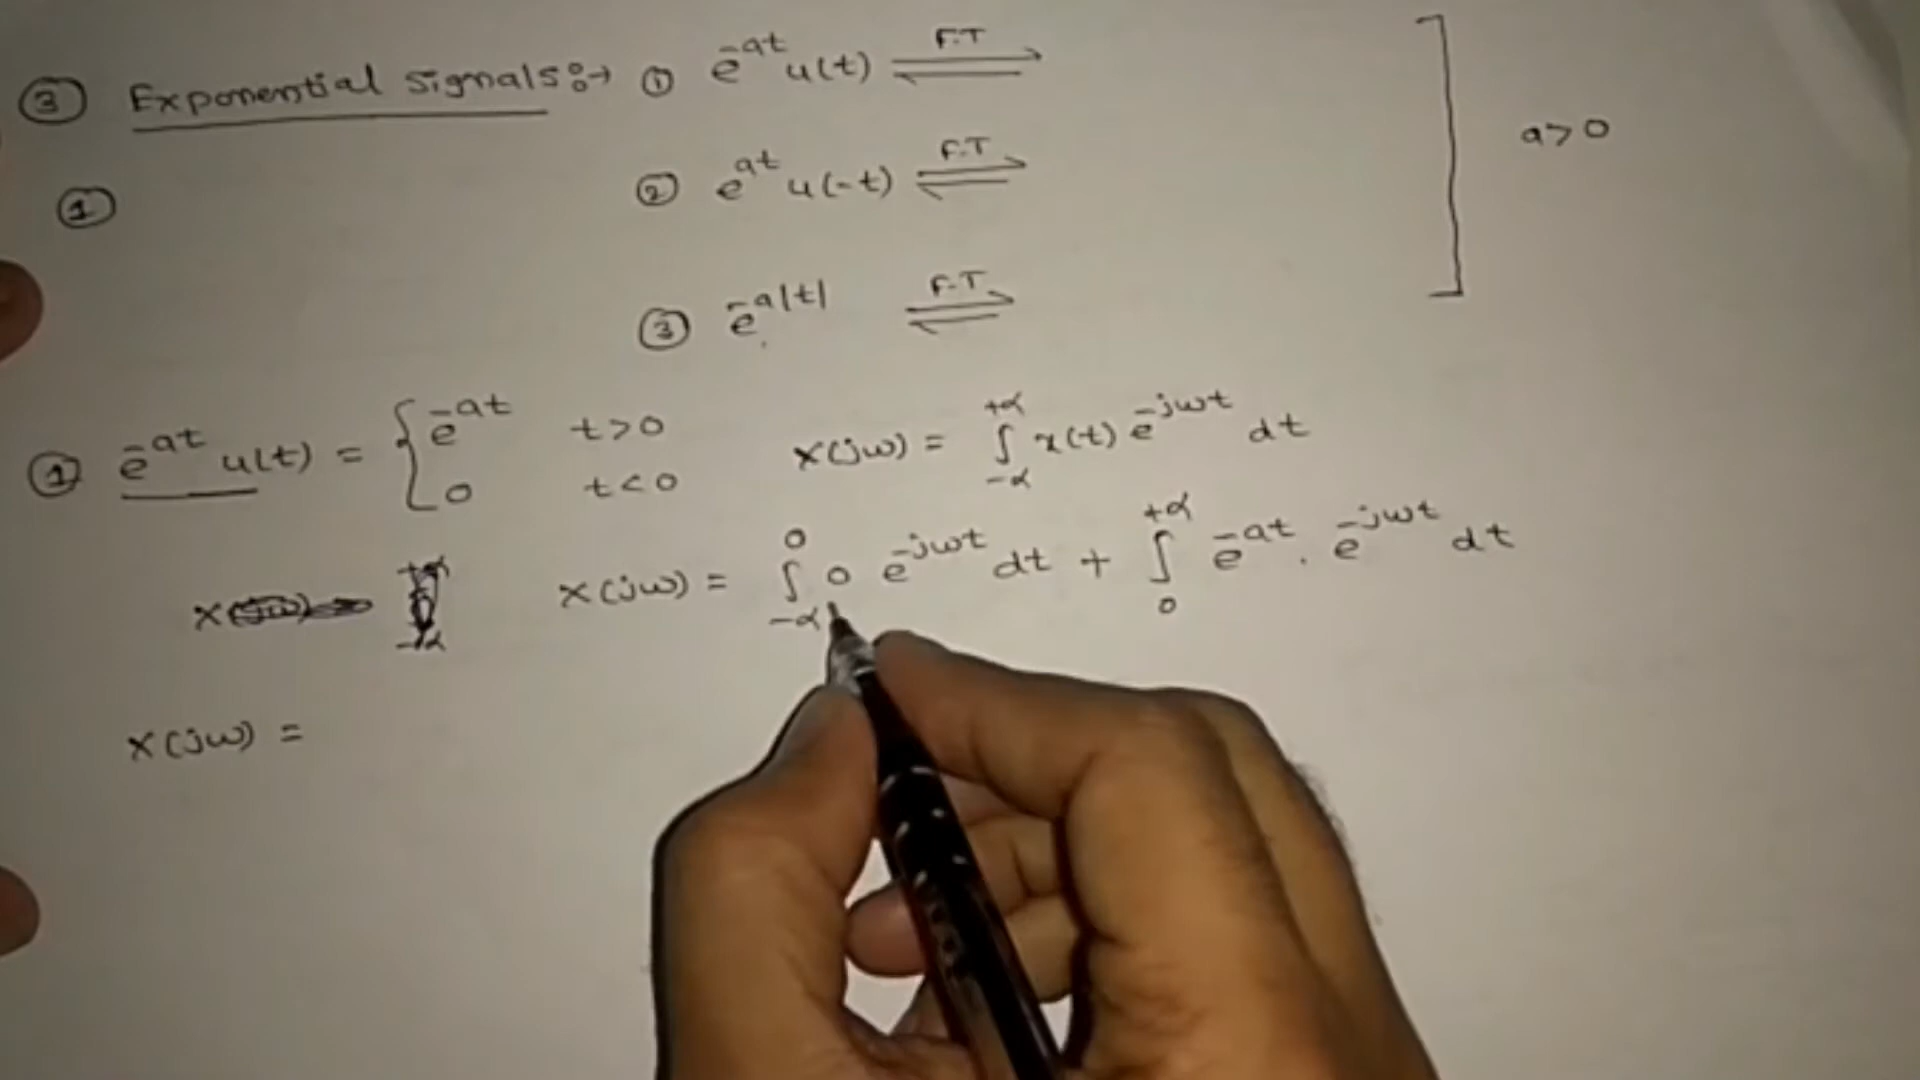 ③ Exponential Signals:→ ① e^-at u(t) ⇌ F.T
① ② e^at u(-t) ⇌ F.T
③ e^-a|t| ⇌ F.T
a>0
① e^-at u(t) = { e^-at t>0
0 t<0
X(jω) = ∫_-α^+α x(t) e^-jωt dt
X(jω) = ∫_-α^0 0 e^-jωt dt + ∫_0^+α e^-at . e^-jωt dt
X(jω) =